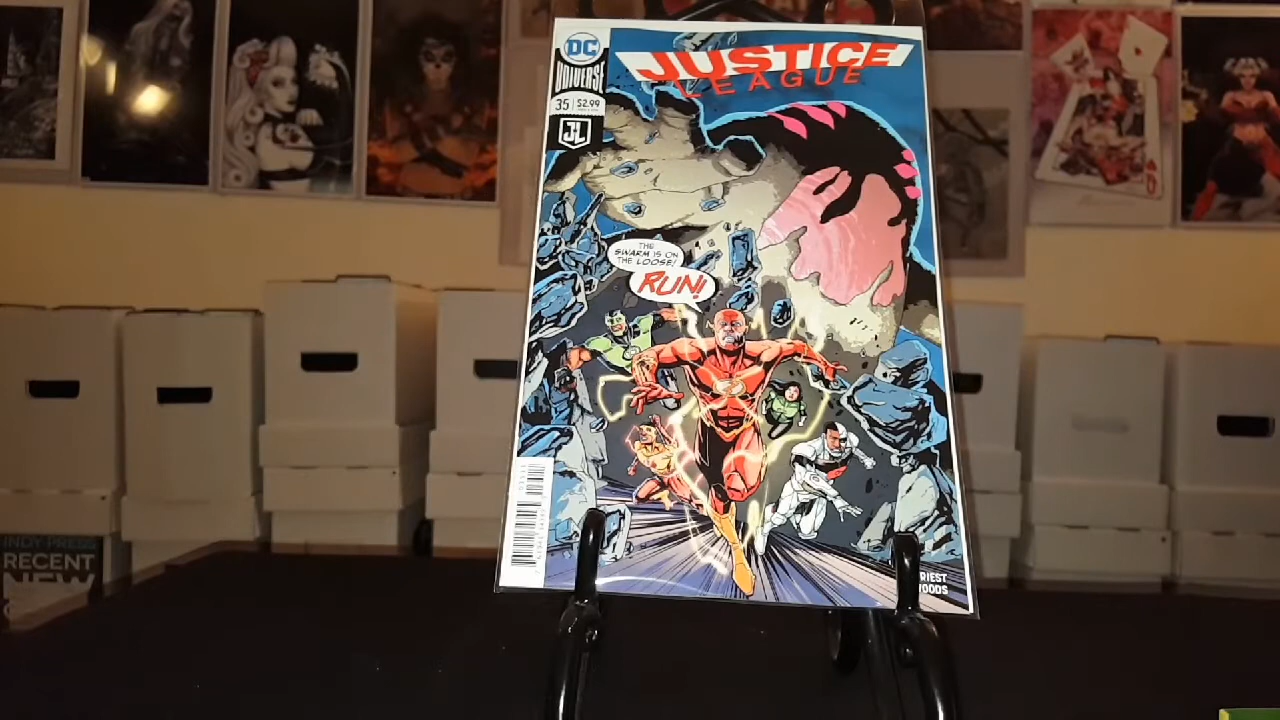 DC
UNIVERSE
JUSTICE
LEAGUE
35 $2.99
JL
THE
SWARM IS ON
THE LOOSE!
RUN!
RIEST
WOODS
INDY PRESS
RECENT
NEW